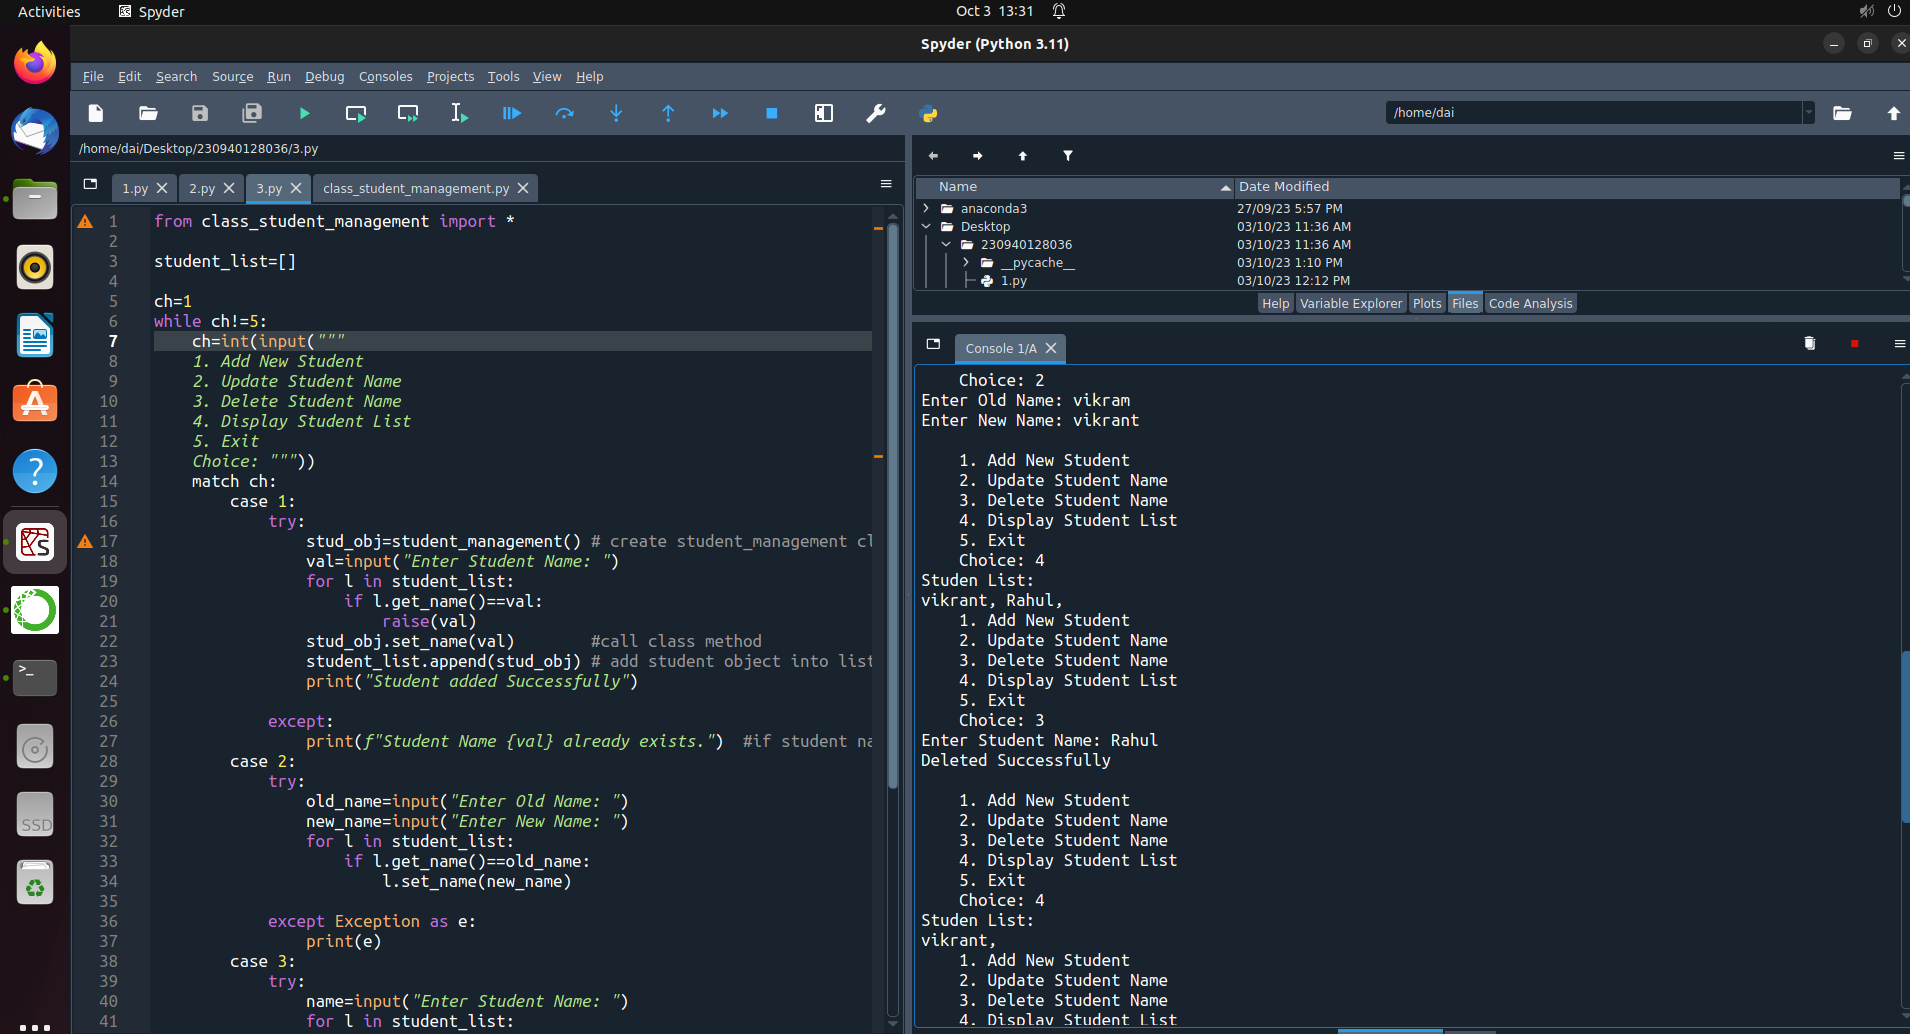 Activities
Spyder
Oct 3 13:31
Spyder (Python 3.11)
File Edit Search Source Run Debug Consoles Projects Tools View Help
/home/dai
/home/dai/Desktop/230940128036/3.py
1.py
2.py
3.py
class_student_management.py
1 from class_student_management import *
2
3 student_list=[]
4
5 ch=1
6 while ch!=5:
7     ch=int(input("""
8     1. Add New Student
9     2. Update Student Name
10     3. Delete Student Name
11     4. Display Student List
12     5. Exit
13     Choice: """))
14     match ch:
15         case 1:
16             try:
17                 stud_obj=student_management() # create student_management cl
18                 val=input("Enter Student Name: ")
19                 for l in student_list:
20                     if l.get_name()==val:
21                         raise(val)
22                 stud_obj.set_name(val)        #call class method
23                 student_list.append(stud_obj) # add student object into list
24                 print("Student added Successfully")
25
26             except:
27                 print(f"Student Name {val} already exists.")  #if student na
28         case 2:
29             try:
30                 old_name=input("Enter Old Name: ")
31                 new_name=input("Enter New Name: ")
32                 for l in student_list:
33                     if l.get_name()==old_name:
34                         l.set_name(new_name)
35
36             except Exception as e:
37                 print(e)
38         case 3:
39             try:
40                 name=input("Enter Student Name: ")
41                 for l in student_list:
Name Date Modified
anaconda3 27/09/23 5:57 PM
Desktop 03/10/23 11:36 AM
230940128036 03/10/23 11:36 AM
__pycache__ 03/10/23 1:10 PM
1.py 03/10/23 12:12 PM
Help Variable Explorer Plots Files Code Analysis
Console 1/A
    Choice: 2
Enter Old Name: vikram
Enter New Name: vikrant
    1. Add New Student
    2. Update Student Name
    3. Delete Student Name
    4. Display Student List
    5. Exit
    Choice: 4
Studen List:
vikrant, Rahul,
    1. Add New Student
    2. Update Student Name
    3. Delete Student Name
    4. Display Student List
    5. Exit
    Choice: 3
Enter Student Name: Rahul
Deleted Successfully
    1. Add New Student
    2. Update Student Name
    3. Delete Student Name
    4. Display Student List
    5. Exit
    Choice: 4
Studen List:
vikrant,
    1. Add New Student
    2. Update Student Name
    3. Delete Student Name
    4. Display Student List
SSD